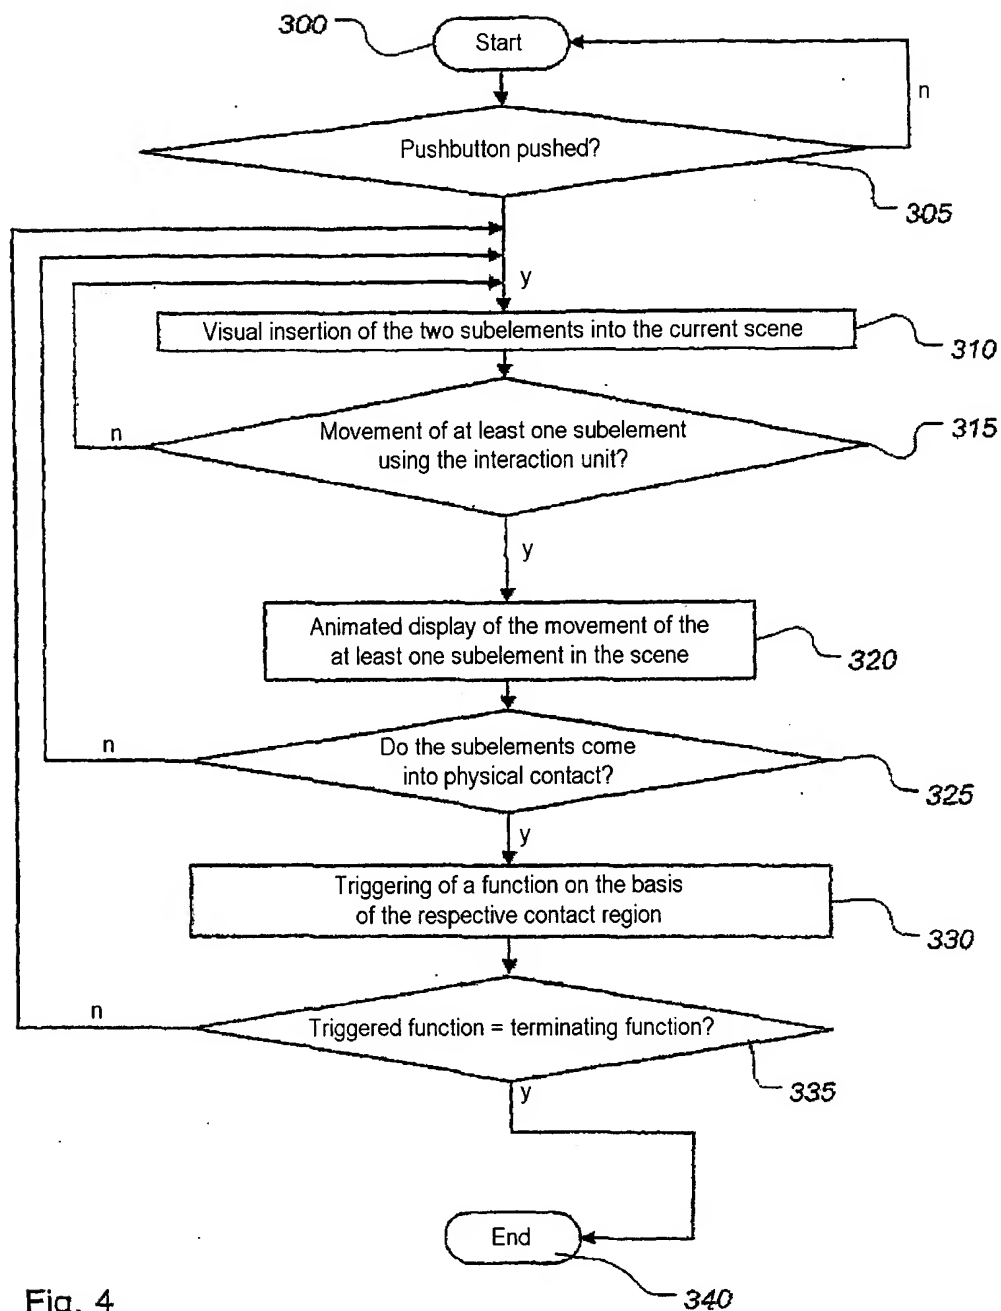 300
Start
n
Pushbutton pushed?
305
y
Visual insertion of the two subelements into the current scene
310
315
n
Movement of at least one subelement
using the interaction unit?
y
Animated display of the movement of the
at least one subelement in the scene
320
n
Do the subelements come
into physical contact?
325
y
Triggering of a function on the basis
of the respective contact region
330
n
Triggered function = terminating function?
335
y
End
340
Fig. 4